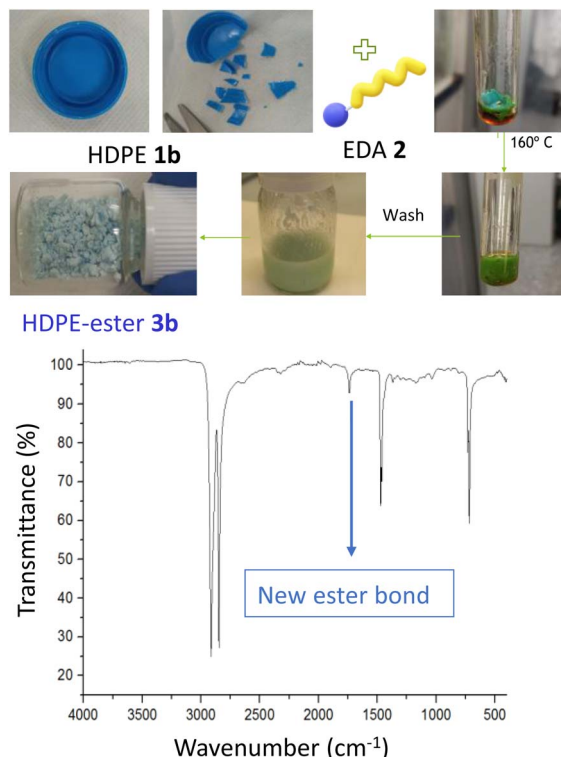 HDPE 1b
EDA 2
160º C
Wash
HDPE-ester 3b
100
90
80
70
60
50
40
30
20
Transmittance (%)
New ester bond
4000 3500 3000 2500 2000 1500 1000 500
Wavenumber (cm⁻¹)